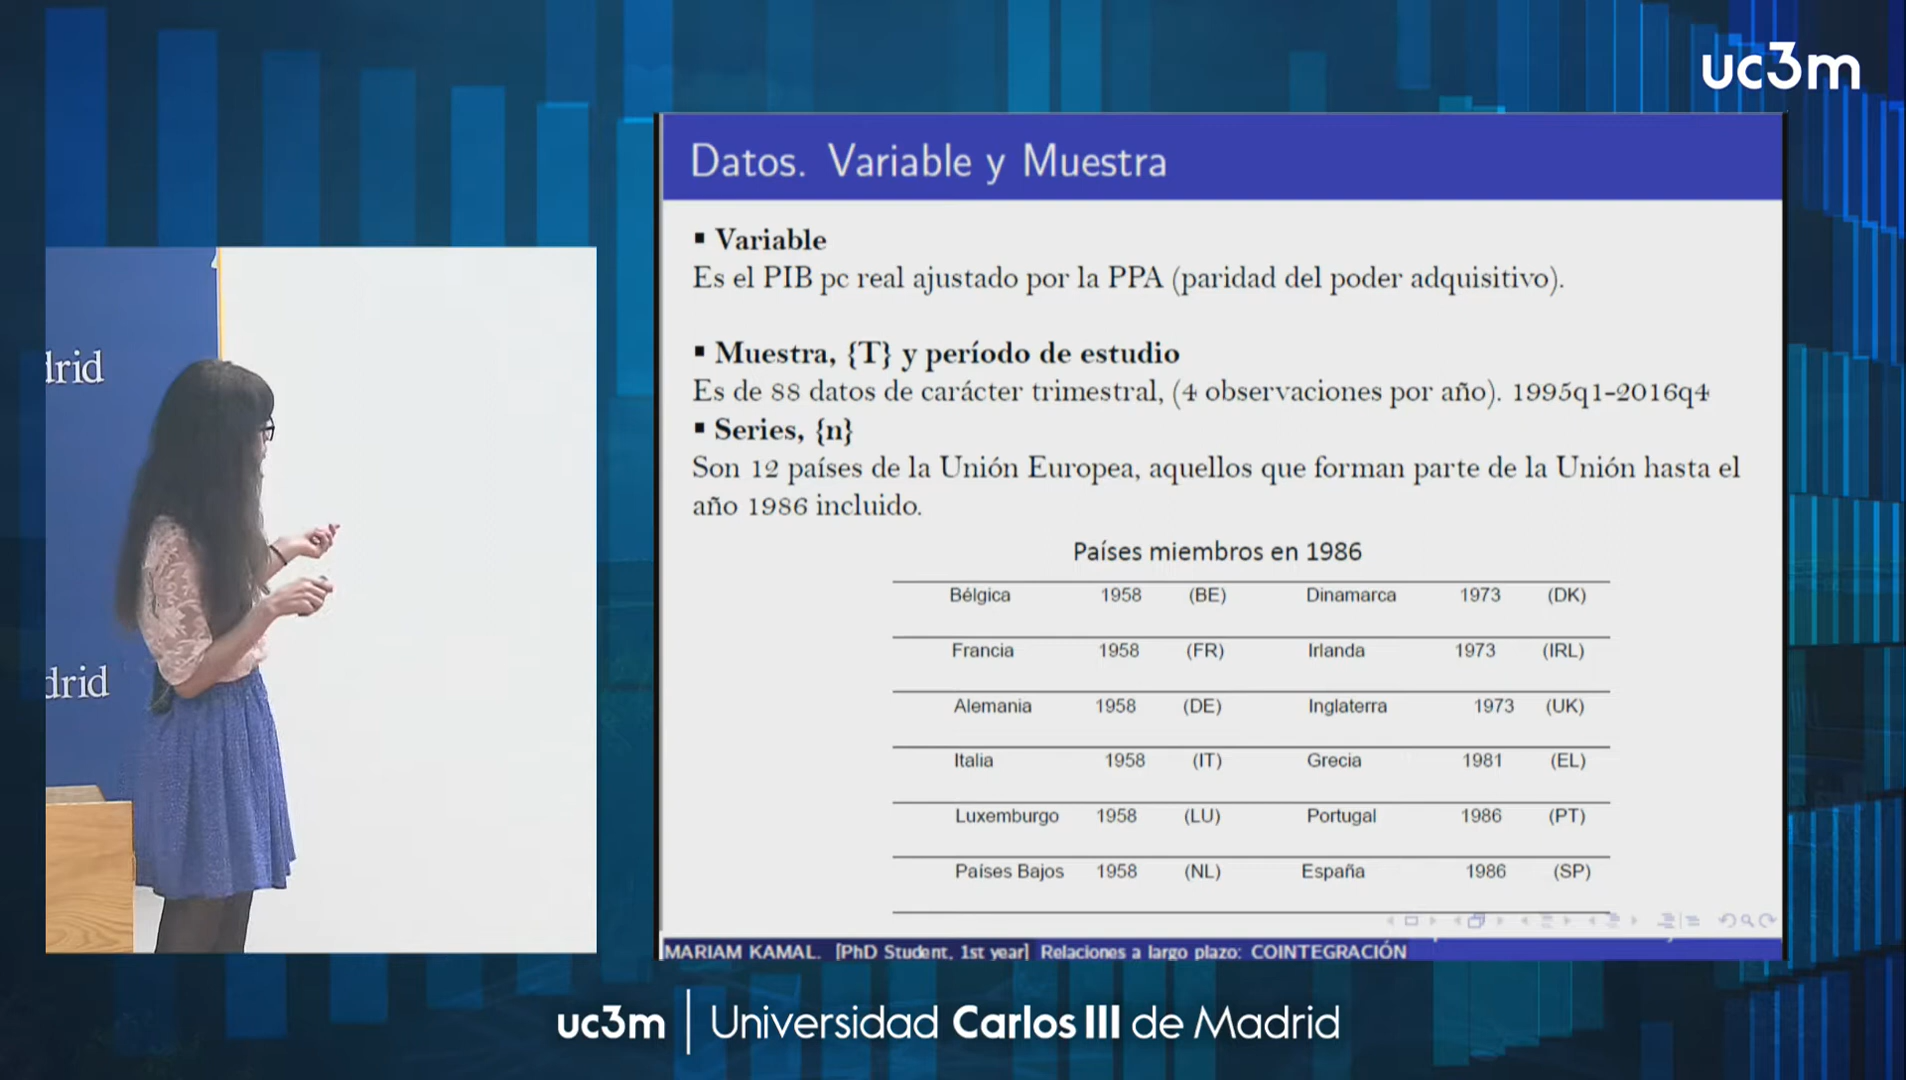 uc3m
Datos. Variable y Muestra
▪ Variable
Es el PIB pc real ajustado por la PPA (paridad del poder adquisitivo).
▪ Muestra, {T} y período de estudio
Es de 88 datos de carácter trimestral, (4 observaciones por año). 1995q1-2016q4
▪ Series, {n}
Son 12 países de la Unión Europea, aquellos que forman parte de la Unión hasta el
año 1986 incluido.
Países miembros en 1986
Bélgica 1958 (BE) Dinamarca 1973 (DK)
Francia 1958 (FR) Irlanda 1973 (IRL)
Alemania 1958 (DE) Inglaterra 1973 (UK)
Italia 1958 (IT) Grecia 1981 (EL)
Luxemburgo 1958 (LU) Portugal 1986 (PT)
Países Bajos 1958 (NL) España 1986 (SP)
MARIAM KAMAL. [PhD Student, 1st year] Relaciones a largo plazo: COINTEGRACIÓN
drid
drid
uc3m | Universidad Carlos III de Madrid